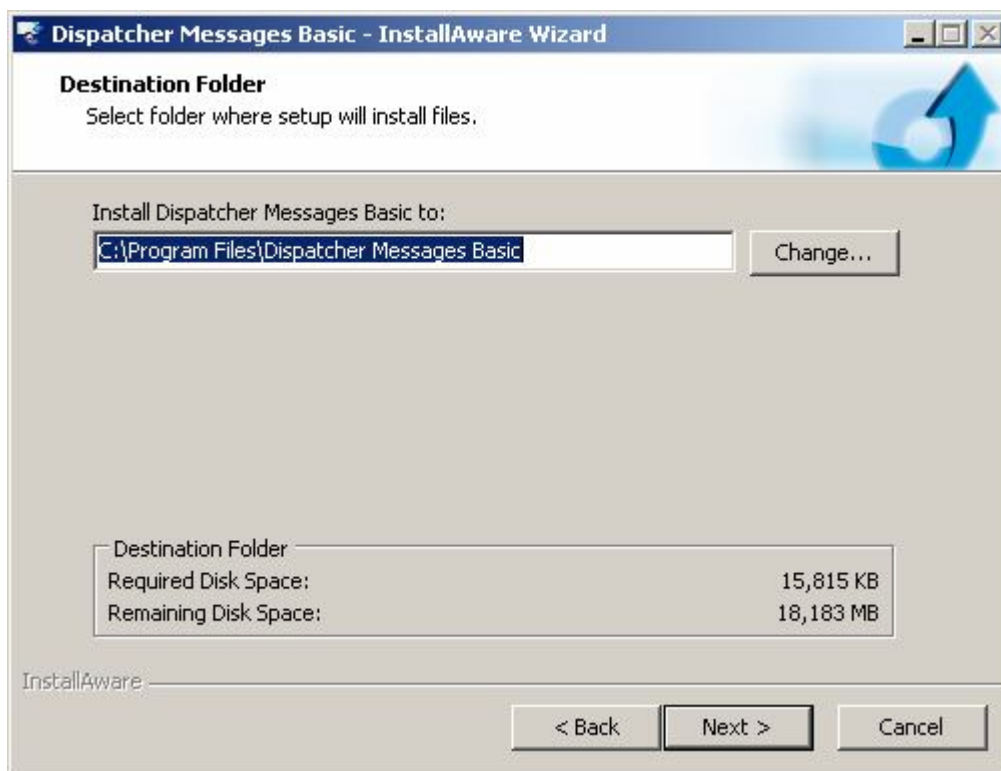 Dispatcher Messages Basic - InstallAware Wizard
Destination Folder
Select folder where setup will install files.
Install Dispatcher Messages Basic to:
C:\Program Files\Dispatcher Messages Basic
Change...
Destination Folder
Required Disk Space: 15,815 KB
Remaining Disk Space: 18,183 MB
InstallAware
< Back Next > Cancel